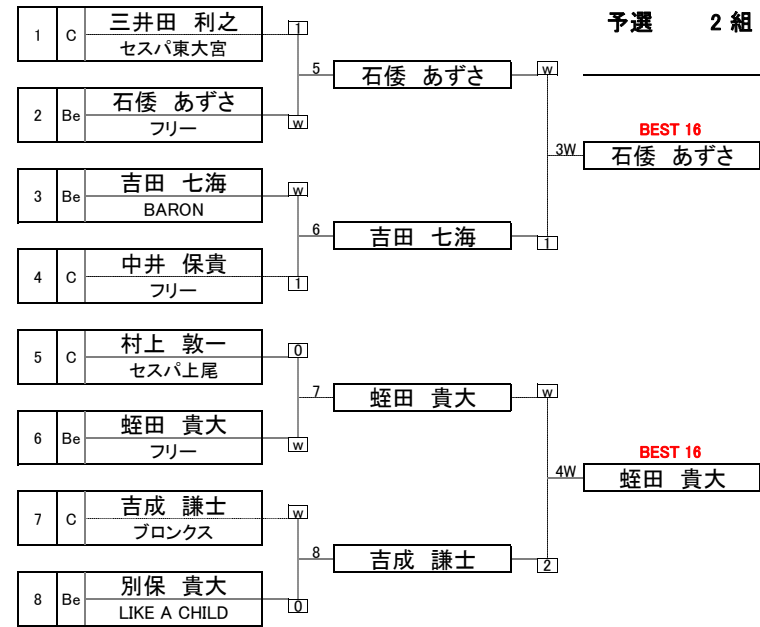 予選 2 組
1 C 三井田 利之 1
セスパ東大宮
5 石倭 あずさ w
2 Be 石倭 あずさ w
フリー
BEST 16
3W 石倭 あずさ
3 Be 吉田 七海 w
BARON
6 吉田 七海 1
4 C 中井 保貴 1
フリー
5 C 村上 敦一 0
セスパ上尾
7 蛭田 貴大 w
6 Be 蛭田 貴大 w
フリー
BEST 16
4W 蛭田 貴大
7 C 吉成 謙士 w
ブロンクス
8 吉成 謙士 2
8 Be 別保 貴大 0
LIKE A CHILD